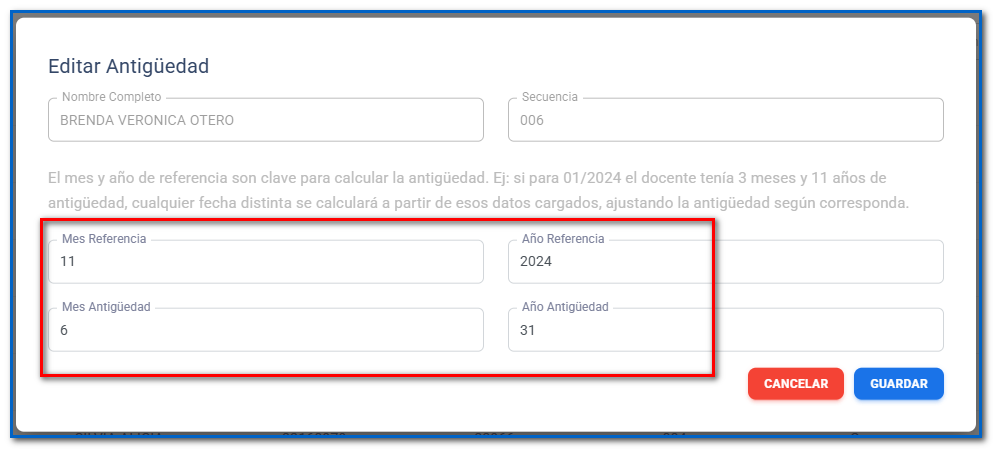 Editar Antigüedad
Nombre Completo
Secuencia
BRENDA VERONICA OTERO
006
El mes y año de referencia son clave para calcular la antigüedad. Ej: si para 01/2024 el docente tenía 3 meses y 11 años de
antigüedad, cualquier fecha distinta se calculará a partir de esos datos cargados, ajustando la antigüedad según corresponda.
Mes Referencia
Año Referencia
11
2024
Mes Antigüedad
Año Antigüedad
6
31
CANCELAR
GUARDAR